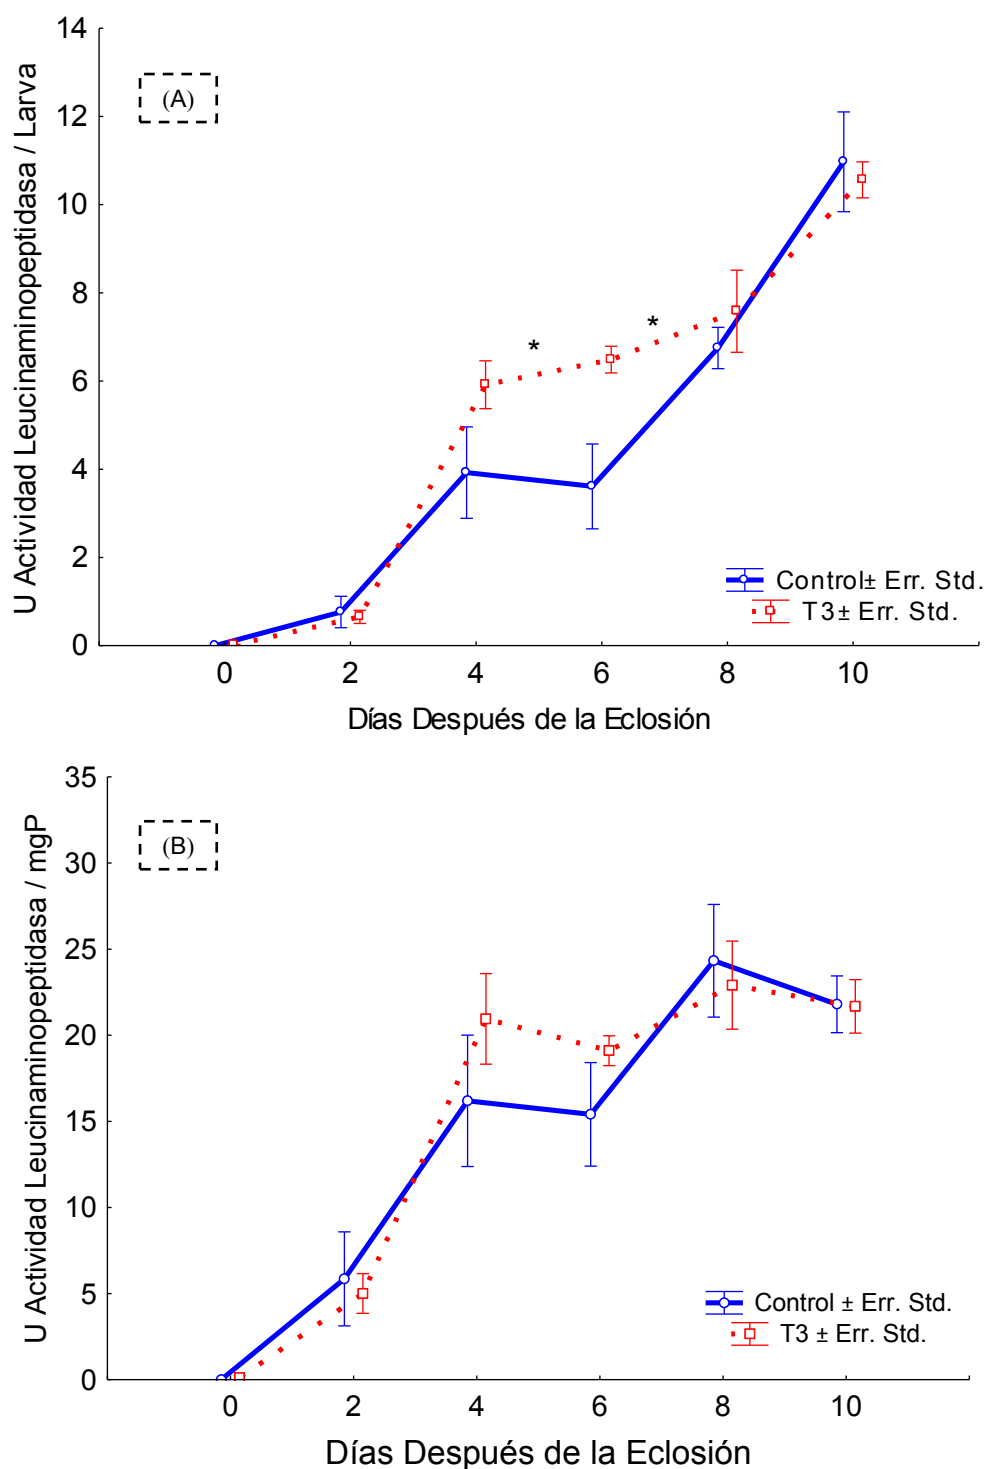 14
12
10
8
6
4
2
0
U Actividad Leucinaminopeptidasa / Larva
(A)
*
*
Control± Err. Std.
T3± Err. Std.
0 2 4 6 8 10
Días Después de la Eclosión
35
30
25
20
15
10
5
0
U Actividad Leucinaminopeptidasa / mgP
(B)
Control ± Err. Std.
T3 ± Err. Std.
0 2 4 6 8 10
Días Después de la Eclosión